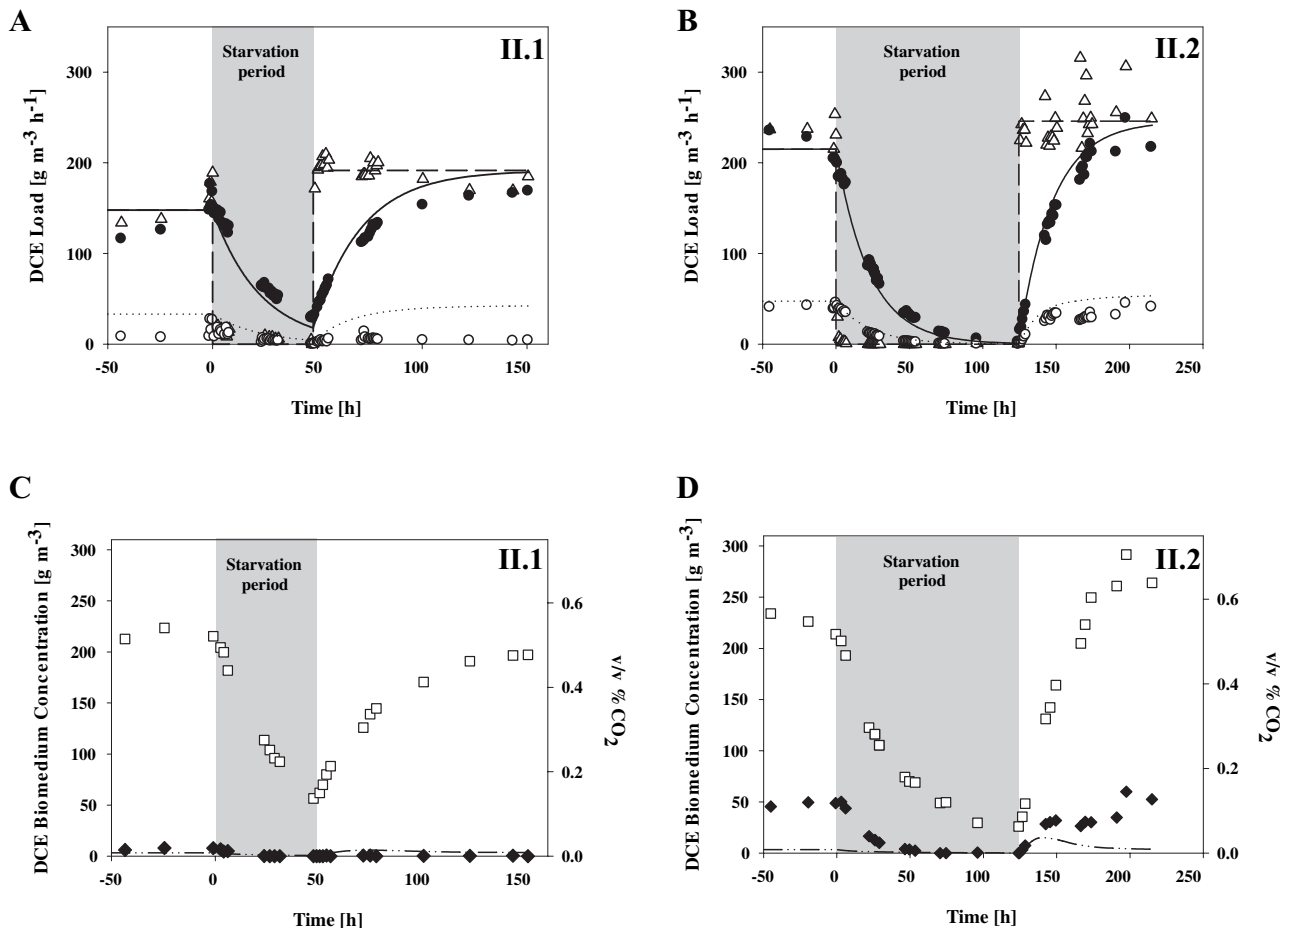 A
B
II.1
II.2
Starvation
period
Starvation
period
DCE Load [g m-3 h-1]
300
200
100
0
-50
0
50
100
150
Time [h]
DCE Load [g m-3 h-1]
300
200
100
0
-50
0
50
100
150
200
250
Time [h]
C
D
II.1
II.2
Starvation
period
Starvation
period
DCE Biomedium Concentration [g m-3]
300
250
200
150
100
50
0
0.6
0.4
0.2
0.0
v/v % CO2
-50
0
50
100
150
Time [h]
DCE Biomedium Concentration [g m-3]
300
250
200
150
100
50
0
0.6
0.4
0.2
0.0
v/v % CO2
-50
0
50
100
150
200
250
Time [h]